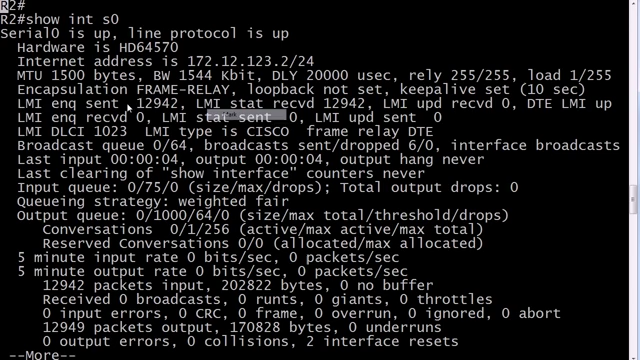 R2#
R2#show int s0
Serial0 is up, line protocol is up
Hardware is HD64570
Internet address is 172.12.123.2/24
MTU 1500 bytes, BW 1544 Kbit, DLY 20000 usec, rely 255/255, load 1/255
Encapsulation FRAME-RELAY, loopback not set, keepalive set (10 sec)
LMI enq sent  12942, LMI stat recvd 12942, LMI upd recvd 0, DTE LMI up
LMI enq recvd 0, LMI stat sent  0, LMI upd sent  0
LMI DLCI 1023  LMI type is CISCO  frame relay DTE
Broadcast queue 0/64, broadcasts sent/dropped 6/0, interface broadcasts
Last input 00:00:04, output 00:00:04, output hang never
Last clearing of "show interface" counters never
Input queue: 0/75/0 (size/max/drops); Total output drops: 0
Queueing strategy: weighted fair
Output queue: 0/1000/64/0 (size/max total/threshold/drops)
Conversations  0/1/256 (active/max active/max total)
Reserved Conversations 0/0 (allocated/max allocated)
5 minute input rate 0 bits/sec, 0 packets/sec
5 minute output rate 0 bits/sec, 0 packets/sec
12942 packets input, 202822 bytes, 0 no buffer
Received 0 broadcasts, 0 runts, 0 giants, 0 throttles
0 input errors, 0 CRC, 0 frame, 0 overrun, 0 ignored, 0 abort
12949 packets output, 170828 bytes, 0 underruns
0 output errors, 0 collisions, 2 interface resets
--More--